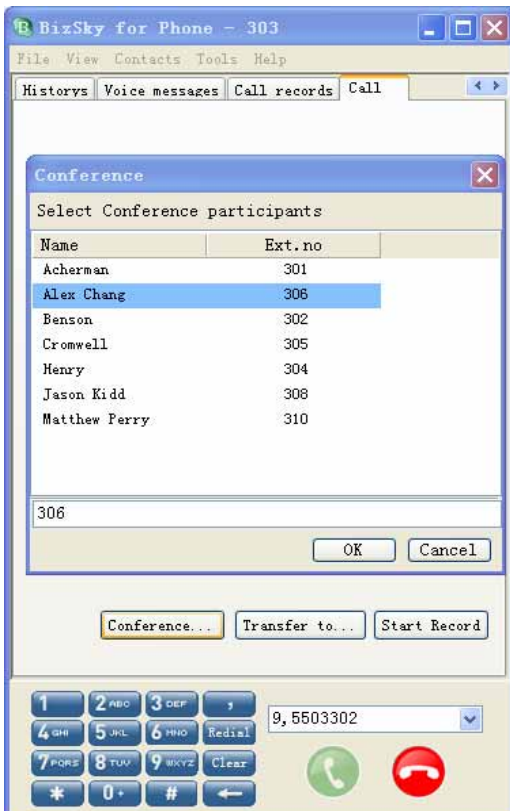 BizSky for Phone - 303
File View Contacts Tools Help
Historys Voice messages Call records Call
Conference
Select Conference participants
Name Ext.no
Acherman 301
Alex Chang 306
Benson 302
Cromwell 305
Henry 304
Jason Kidd 308
Matthew Perry 310
306
OK Cancel
Conference... Transfer to... Start Record
1 2 ABC 3 DEF ,
9,5503302
4 GHI 5 JKL 6 MNO Redial
7 PQRS 8 TUV 9 WXYZ Clear
* 0 + # ←